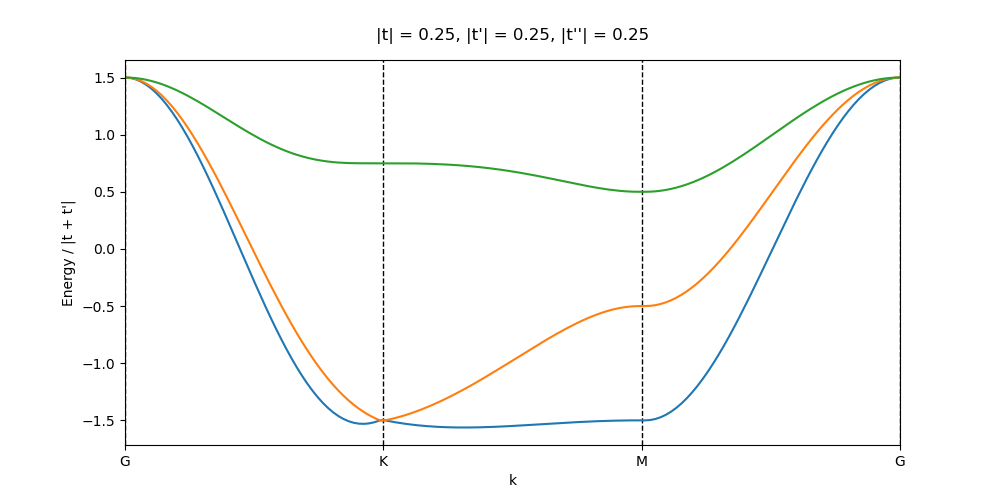 |t| = 0.25, |t'| = 0.25, |t''| = 0.25
Energy / |t + t'|
1.5
1.0
0.5
0.0
−0.5
−1.0
−1.5
G K M G
k